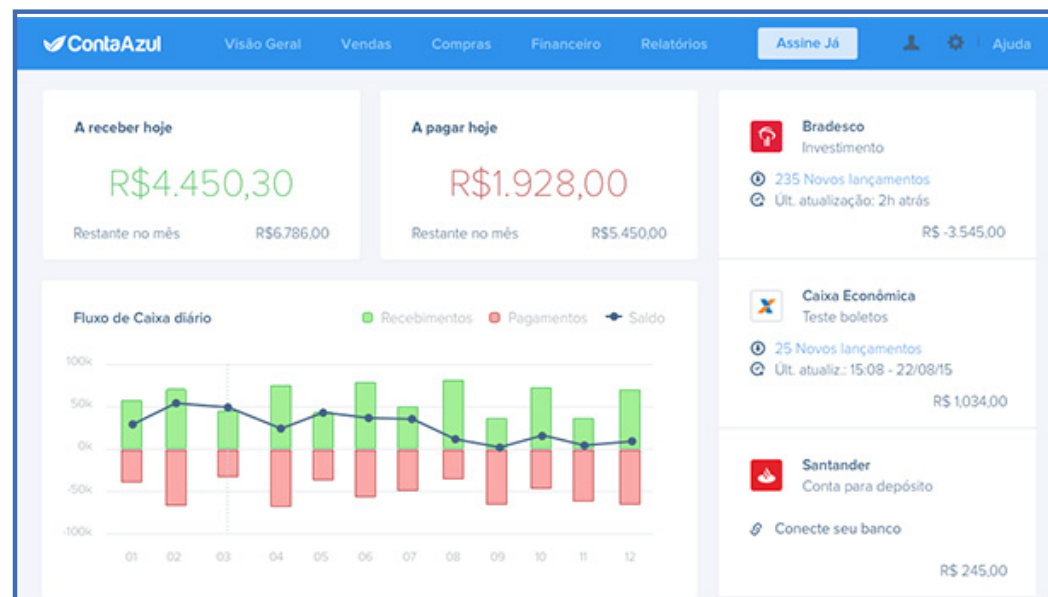 ContaAzul Visão Geral Vendas Compras Financeiro Relatórios Assine Já Ajuda
A receber hoje
R$4.450,30
Restante no mês R$6.786,00
A pagar hoje
R$1.928,00
Restante no mês R$5.450,00
Fluxo de Caixa diário Recebimentos Pagamentos Saldo
100k
50k
0k
-50k
-100k
01 02 03 04 05 06 07 08 09 10 11 12
Bradesco
Investimento
235 Novos lançamentos
Últ. atualização: 2h atrás
R$ -3.545,00
Caixa Econômica
Teste boletos
25 Novos lançamentos
Últ. atualiz.: 15:08 - 22/08/15
R$ 1,034,00
Santander
Conta para depósito
Conecte seu banco
R$ 245,00